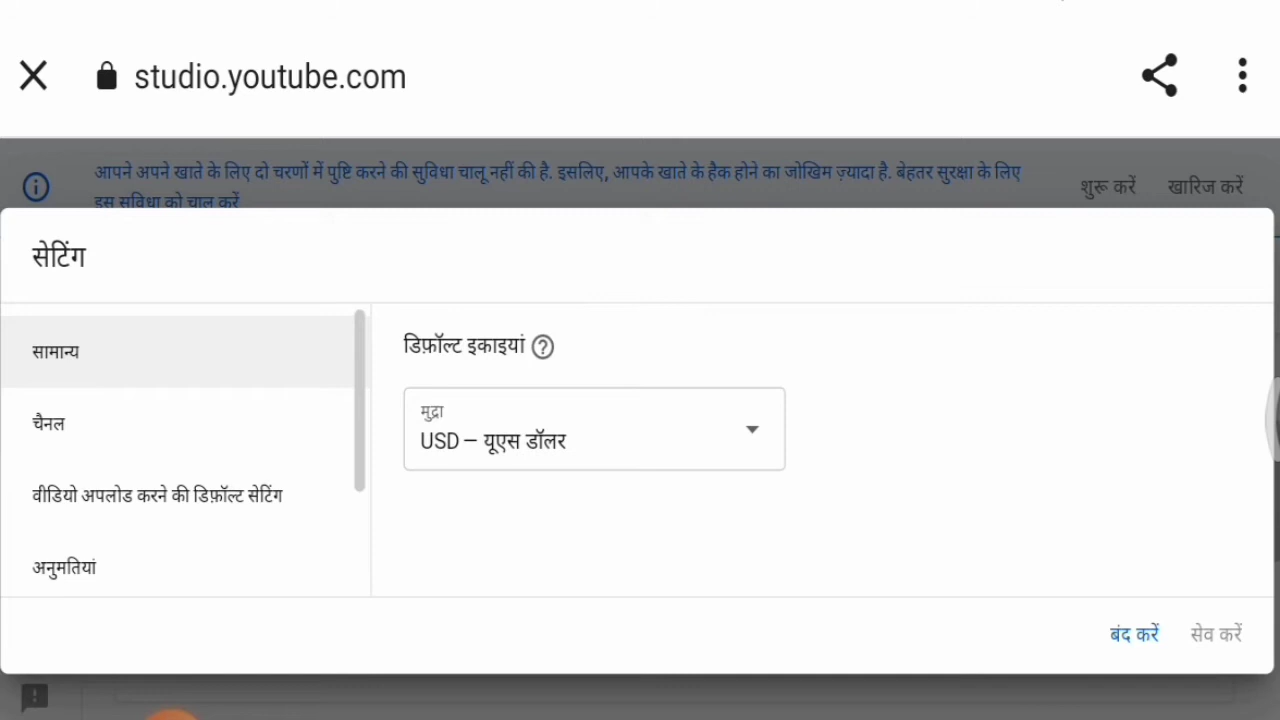 studio.youtube.com
आपने अपने खाते के लिए दो चरणों में पुष्टि करने की सुविधा चालू नहीं की है. इसलिए, आपके खाते के हैक होने का जोखिम ज़्यादा है. बेहतर सुरक्षा के लिए
इस सुविधा को चालू करें
शुरू करें खारिज करें
सेटिंग
सामान्य
चैनल
वीडियो अपलोड करने की डिफ़ॉल्ट सेटिंग
अनुमतियां
डिफ़ॉल्ट इकाइयां
मुद्रा
USD – यूएस डॉलर
बंद करें सेव करें